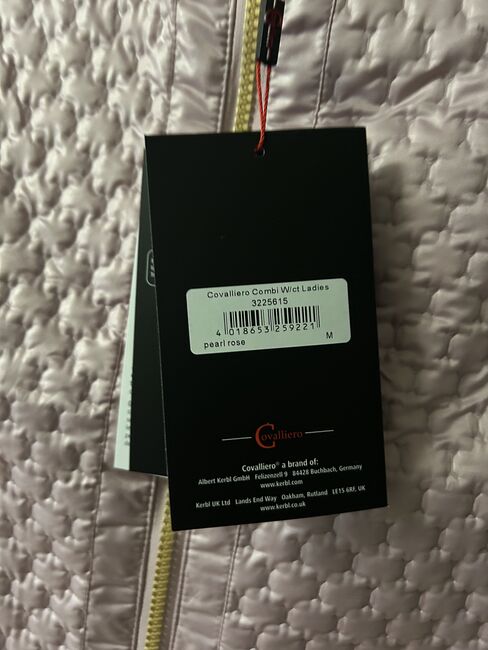 Covalliero Combi W/ct Ladies
3225615
4 018653 259221
pearl rose M
Covalliero
Covalliero® a brand of:
Albert Kerbl GmbH Felizenzell 9 84428 Buchbach, Germany
www.kerbl.com
Kerbl UK Ltd Lands End Way Oakham, Rutland LE15 6RF, UK
www.kerbl.co.uk